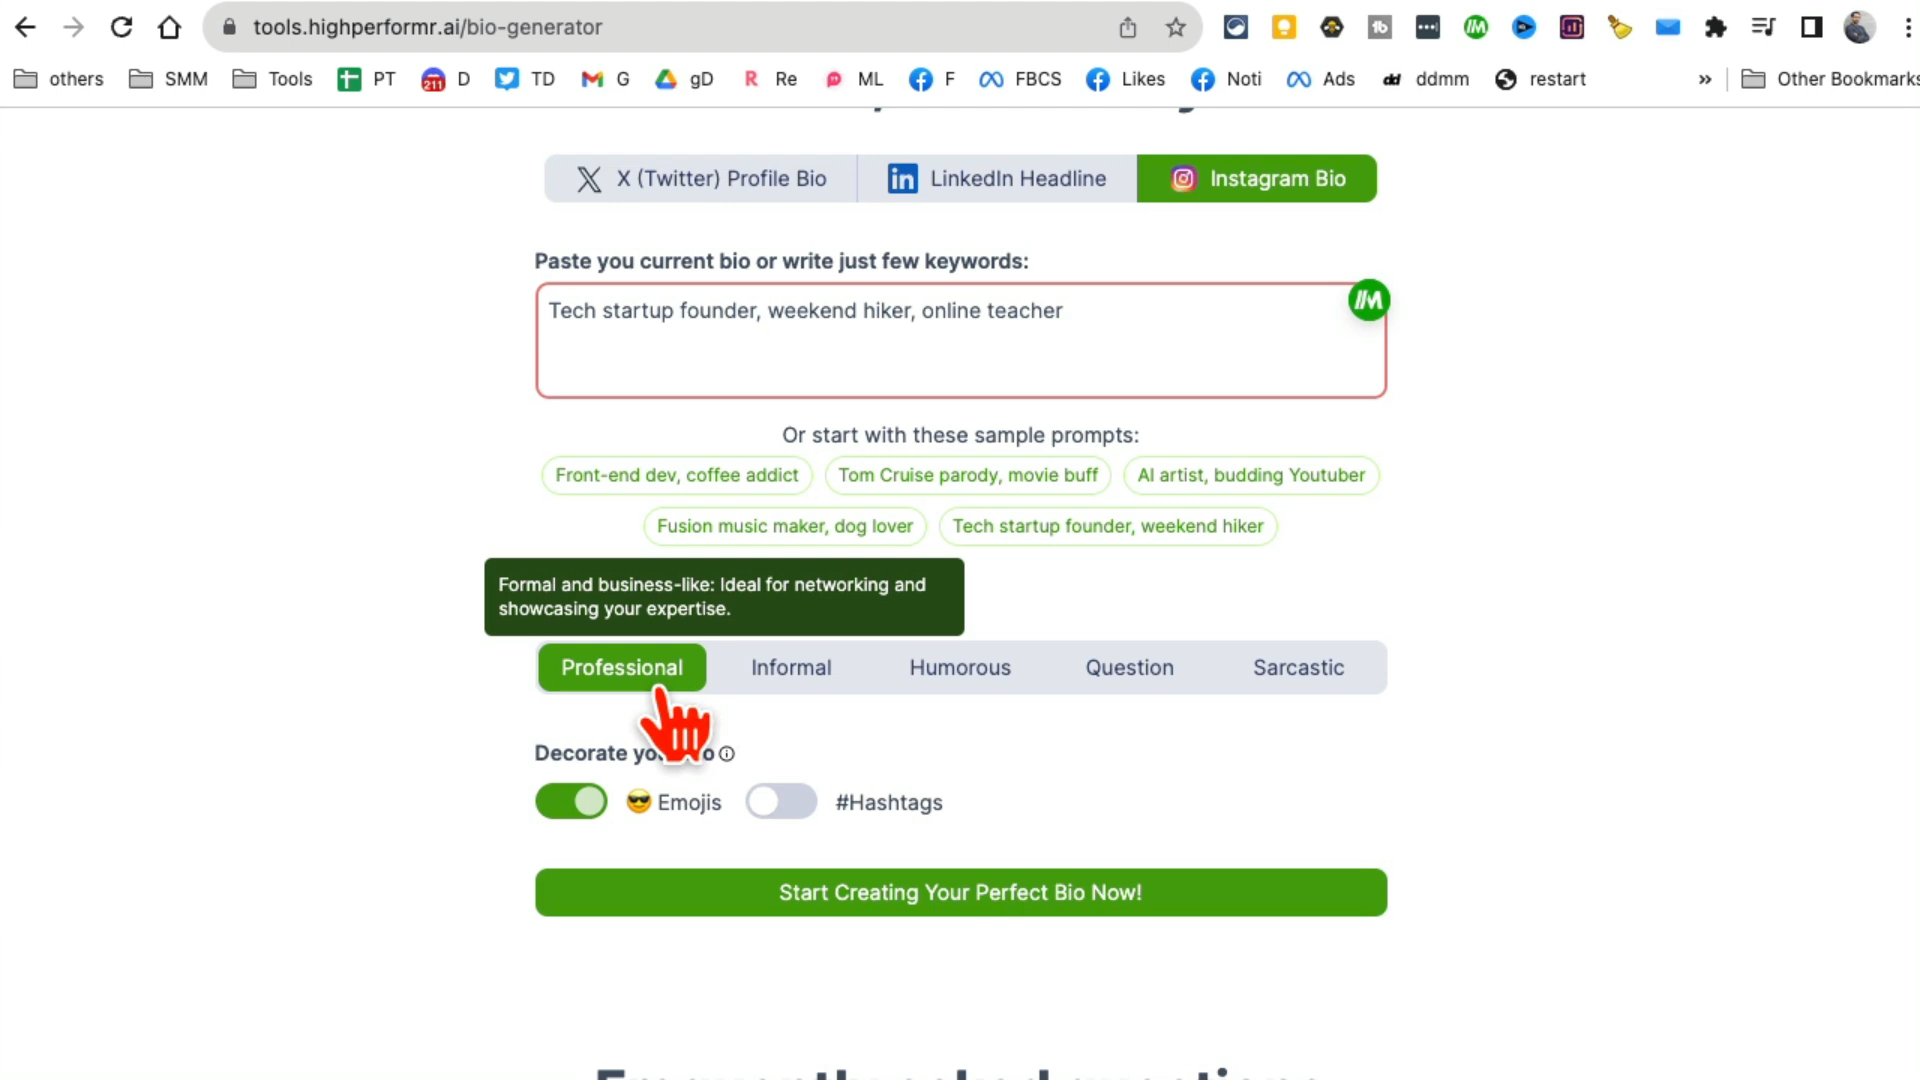 tools.highperformr.ai/bio-generator
others SMM Tools PT D TD G gD Re ML F FBCS Likes Noti Ads ddmm restart » Other Bookmarks
X (Twitter) Profile Bio LinkedIn Headline Instagram Bio
Paste you current bio or write just few keywords:
Tech startup founder, weekend hiker, online teacher
Or start with these sample prompts:
Front-end dev, coffee addict Tom Cruise parody, movie buff AI artist, budding Youtuber
Fusion music maker, dog lover Tech startup founder, weekend hiker
Formal and business-like: Ideal for networking and
showcasing your expertise.
Professional Informal Humorous Question Sarcastic
Decorate
Emojis #Hashtags
Start Creating Your Perfect Bio Now!